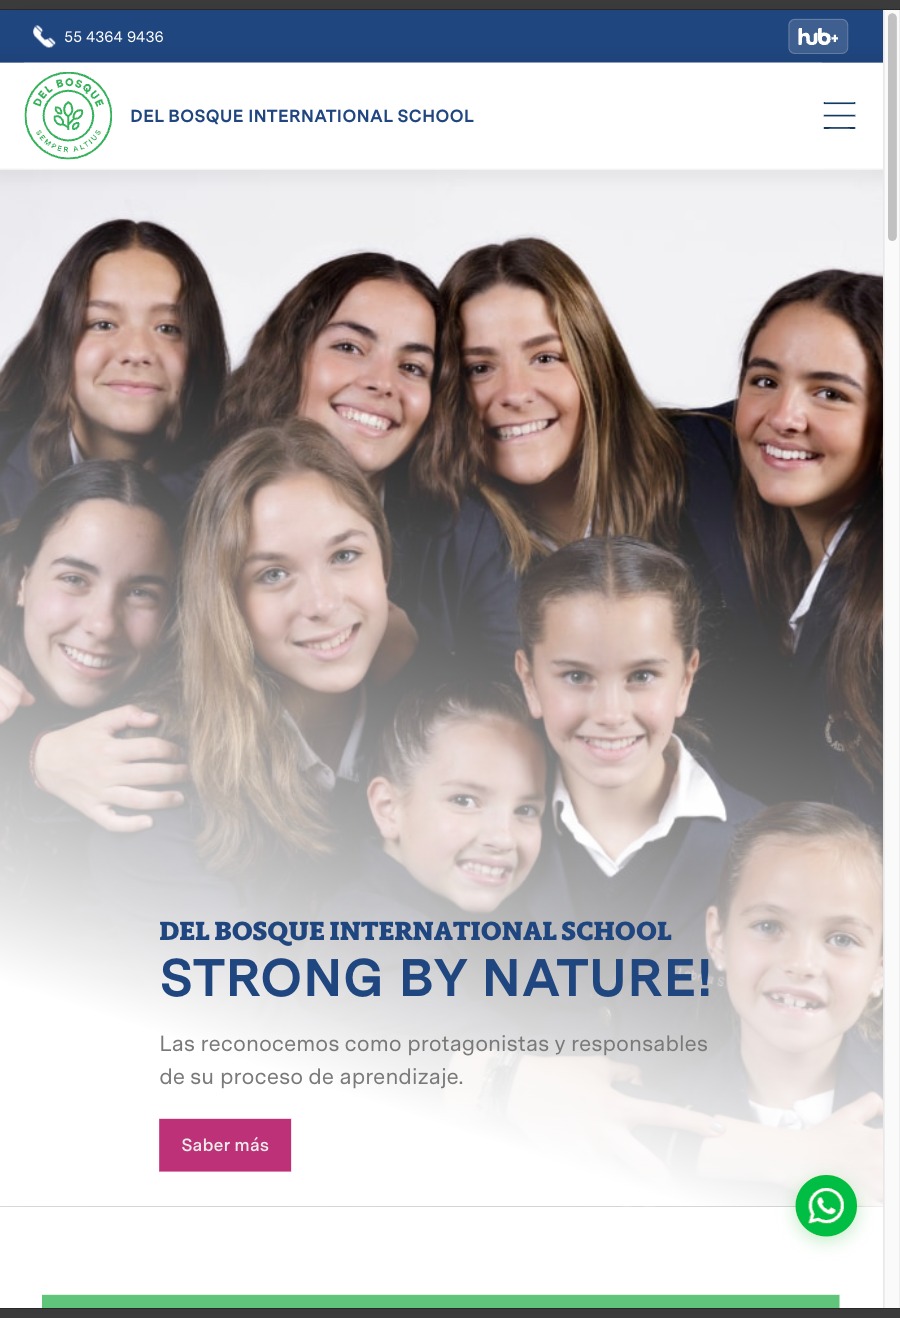 55 4364 9436
hub+
DEL BOSQUE
SEMPER ALTIUS
DEL BOSQUE INTERNATIONAL SCHOOL
DEL BOSQUE INTERNATIONAL SCHOOL
STRONG BY NATURE!
Las reconocemos como protagonistas y responsables
de su proceso de aprendizaje.
Saber más